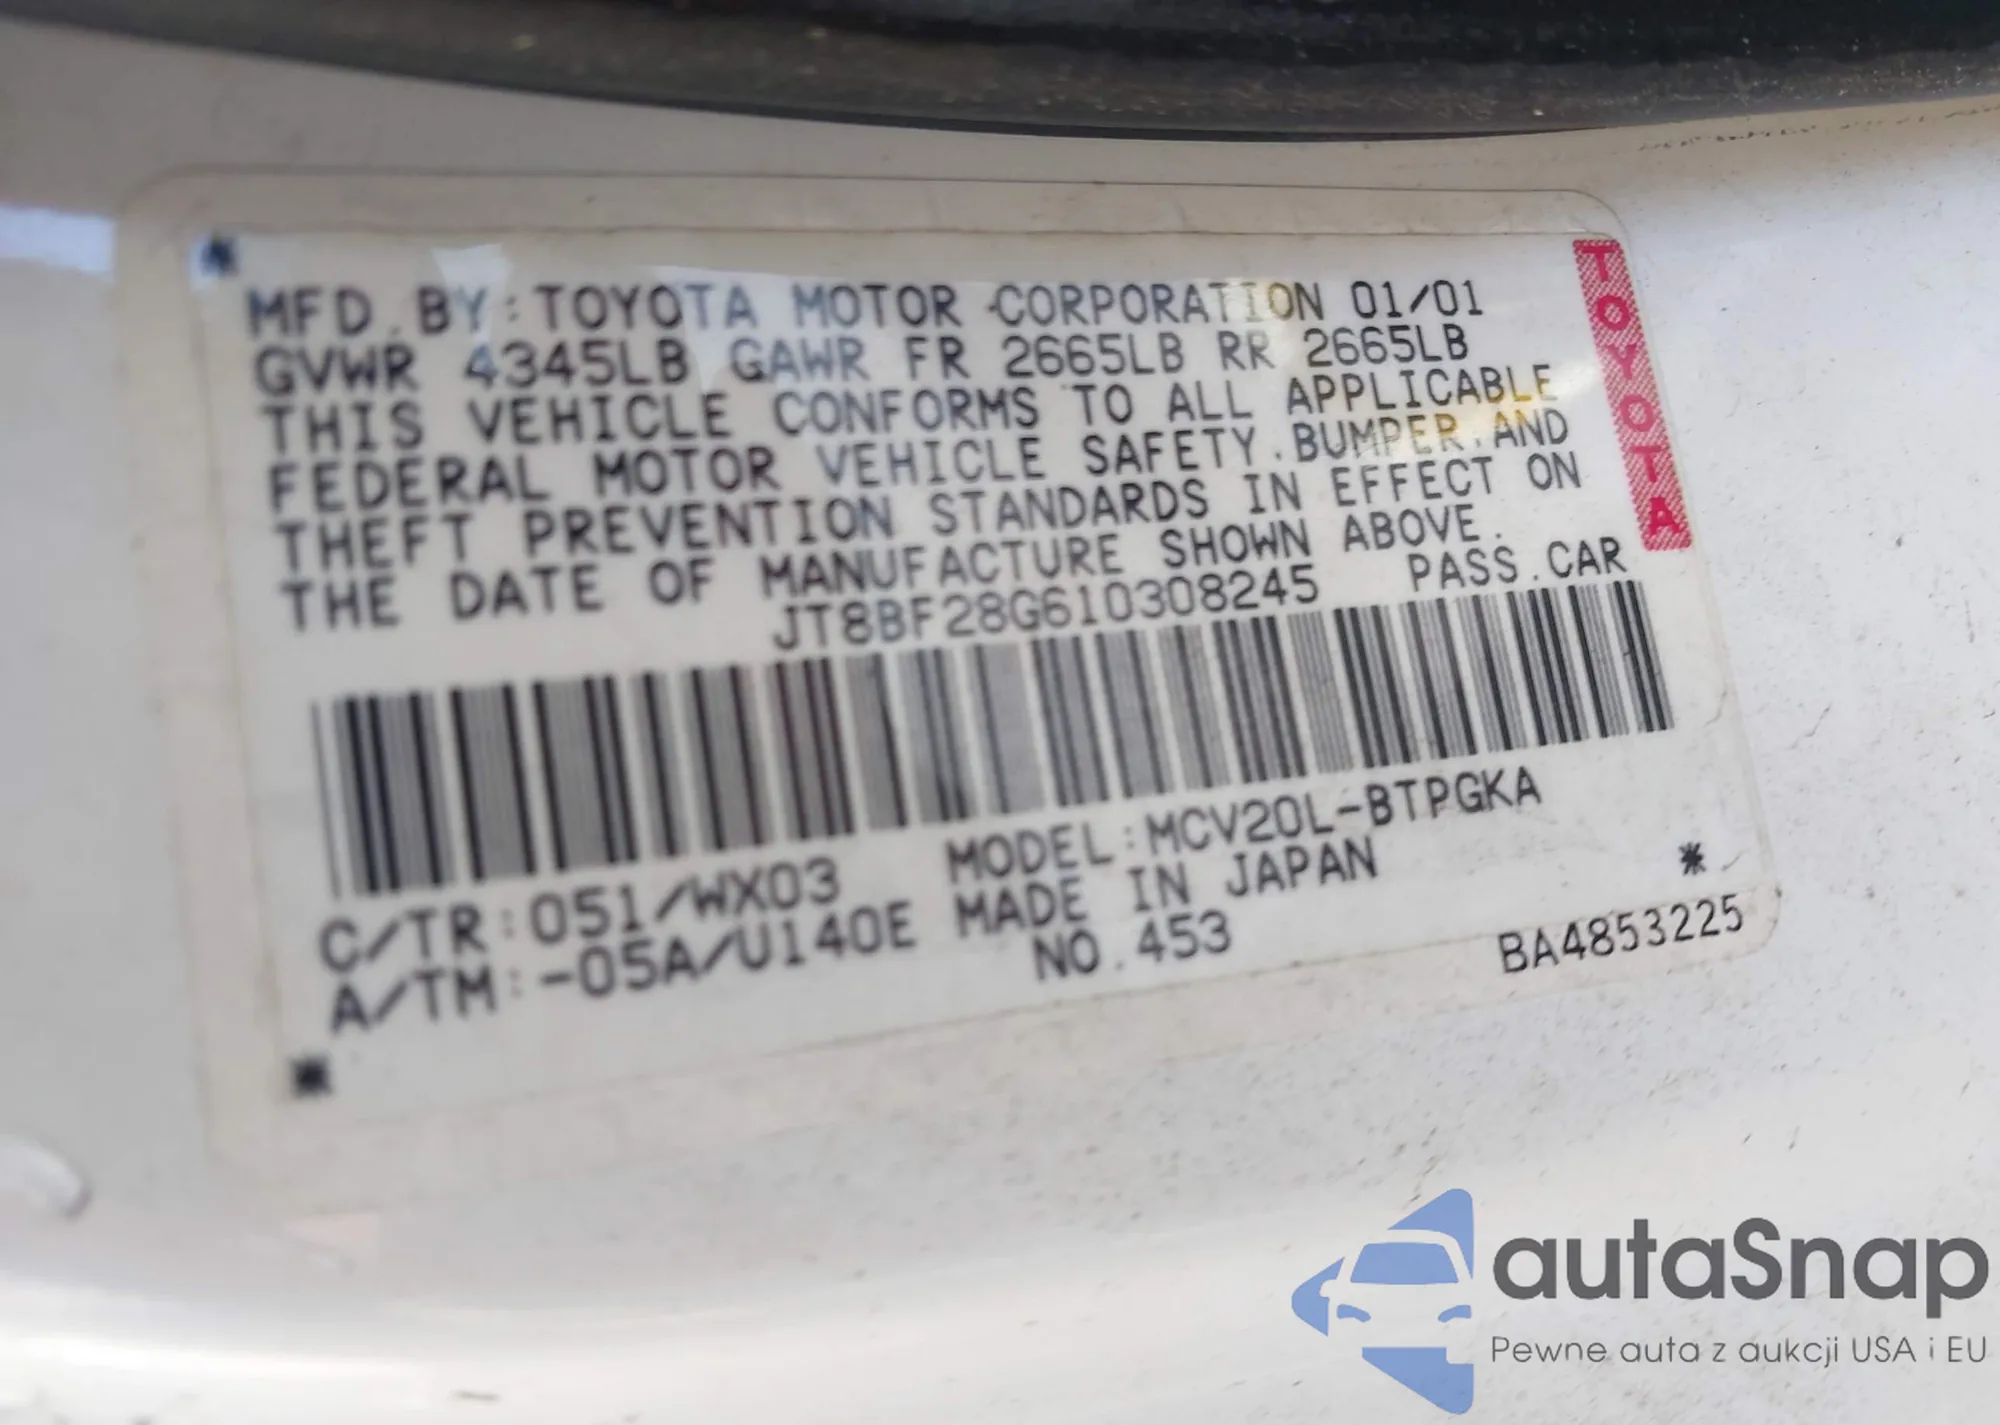 MFD. BY: TOYOTA MOTOR CORPORATION 01/01
GVWR 4345LB GAWR FR 2665LB RR 2665LB
THIS VEHICLE CONFORMS TO ALL APPLICABLE
FEDERAL MOTOR VEHICLE SAFETY. BUMPER. AND
THEFT PREVENTION STANDARDS IN EFFECT ON
THE DATE OF MANUFACTURE SHOWN ABOVE.
JT8BF28G610308245 PASS. CAR
C/TR: 051/WX03 MODEL: MCV20L-BTPGKA
A/TM: -05A/U140E MADE IN JAPAN
NO. 453
BA4853225
TOYOTA
autaSnap
Pewne auta z aukcji USA i EU